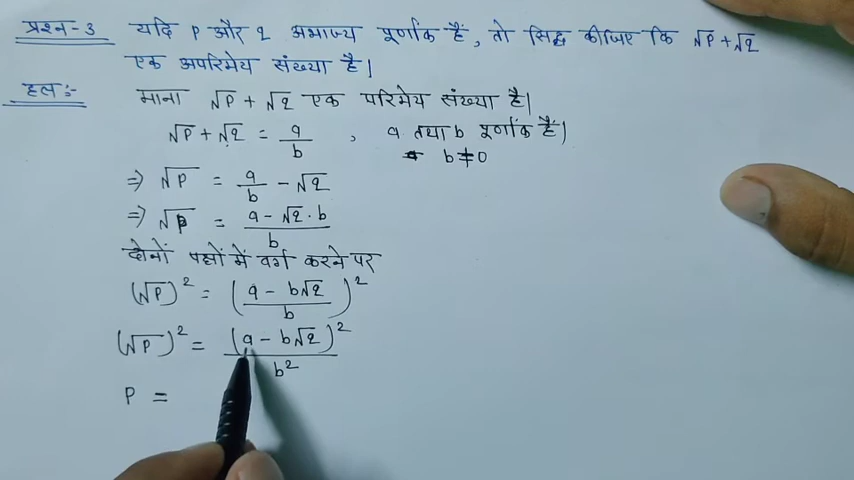 प्रश्न-3 यदि P और q अभाज्य पूर्णांक हैं, तो सिद्ध कीजिए कि √P + √q
एक अपरिमेय संख्या है।
हलः- माना √P + √q एक परिमेय संख्या है।
√P + √q = a/b , a तथा b पूर्णांक हैं।
b ≠ 0
⇒ √P = a/b - √q
⇒ √P = (a - √q · b)/b
दोनों पक्षों में वर्ग करने पर
(√P)² = ((a - b√q)/b)²
(√P)² = (a - b√q)²/b²
P =